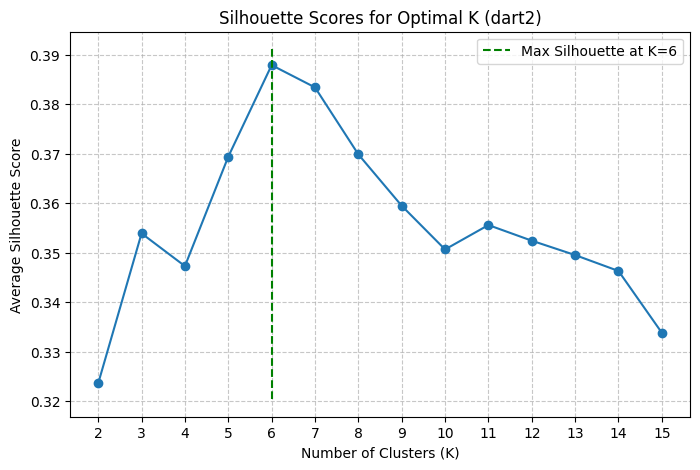 Silhouette Scores for Optimal K (dart2)
Max Silhouette at K=6
Average Silhouette Score
0.39
0.38
0.37
0.36
0.35
0.34
0.33
0.32
2 3 4 5 6 7 8 9 10 11 12 13 14 15
Number of Clusters (K)